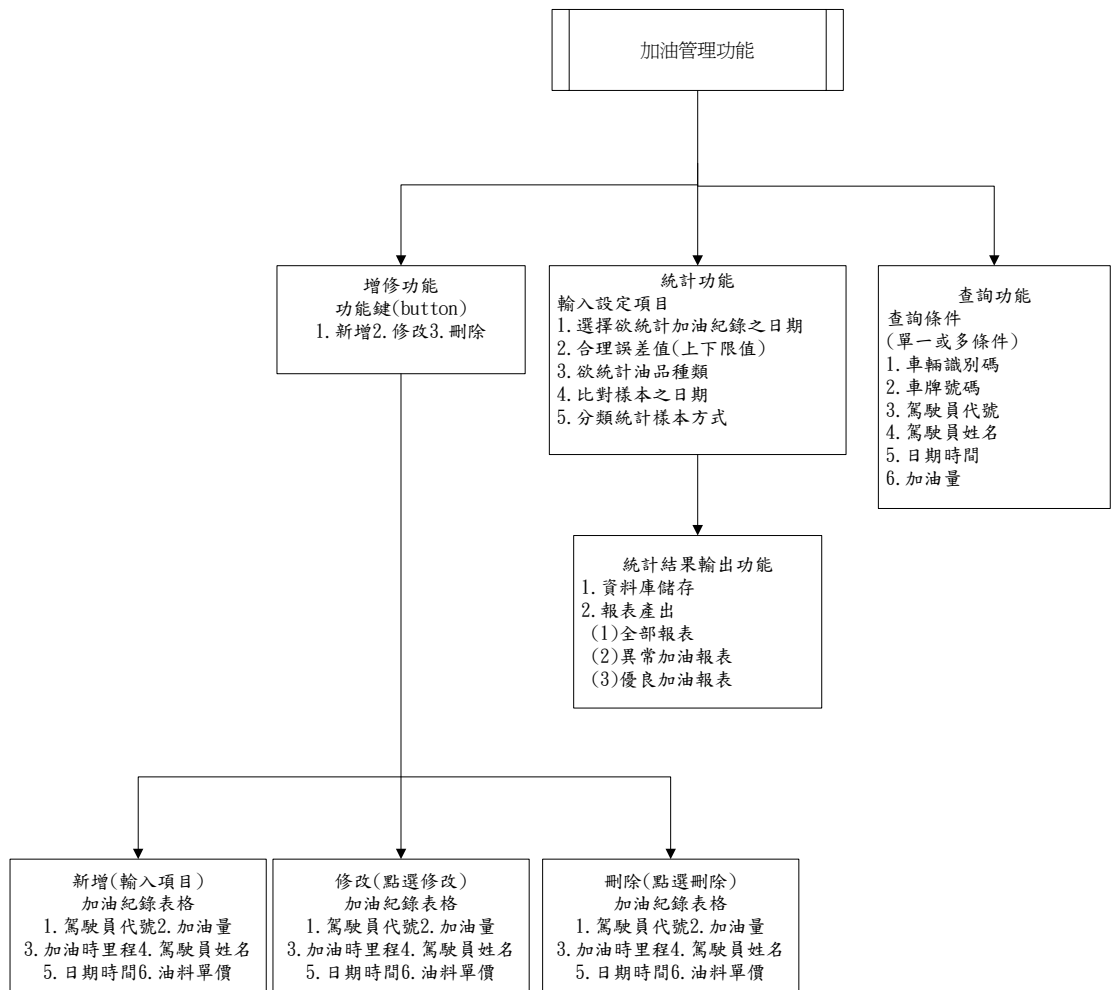 加油管理功能
增修功能
功能鍵(button)
1.新增2.修改3.刪除
統計功能
輸入設定項目
1.選擇欲統計加油紀錄之日期
2.合理誤差值(上下限值)
3.欲統計油品種類
4.比對樣本之日期
5.分類統計樣本方式
查詢功能
查詢條件
(單一或多條件)
1.車輛識別碼
2.車牌號碼
3.駕駛員代號
4.駕駛員姓名
5.日期時間
6.加油量
統計結果輸出功能
1.資料庫儲存
2.報表產出
(1)全部報表
(2)異常加油報表
(3)優良加油報表
新增(輸入項目)
加油紀錄表格
1.駕駛員代號2.加油量
3.加油時里程4.駕駛員姓名
5.日期時間6.油料單價
修改(點選修改)
加油紀錄表格
1.駕駛員代號2.加油量
3.加油時里程4.駕駛員姓名
5.日期時間6.油料單價
刪除(點選刪除)
加油紀錄表格
1.駕駛員代號2.加油量
3.加油時里程4.駕駛員姓名
5.日期時間6.油料單價